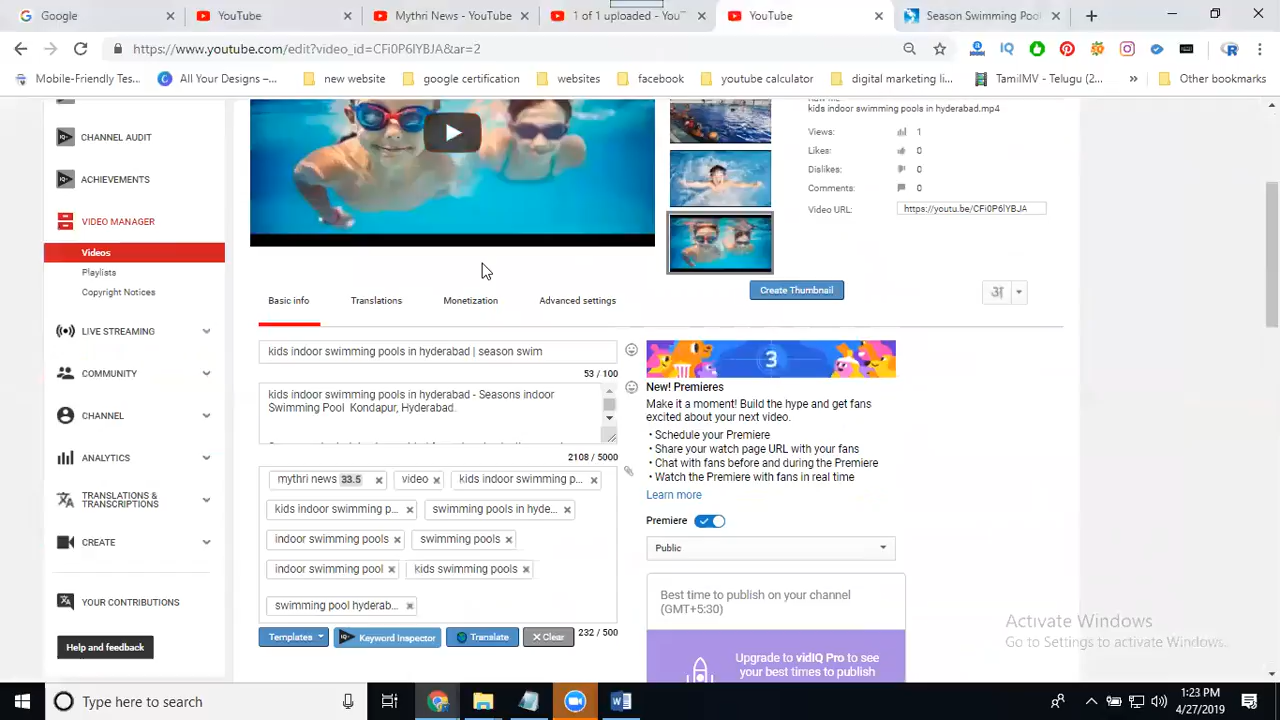 Google
YouTube
Mythri News - YouTube
1 of 1 uploaded - You
YouTube
Season Swimming Poo
https://www.youtube.com/edit?video_id=CFi0P6lYBJA&ar=2
Mobile-Friendly Tes...
All Your Designs –...
new website
google certification
websites
facebook
youtube calculator
digital marketing li...
TamilMV - Telugu (2...
Other bookmarks
kids indoor swimming pools in hyderabad.mp4
CHANNEL AUDIT
Views: 1
Likes: 0
Dislikes: 0
ACHIEVEMENTS
Comments: 0
Video URL: https://youtu.be/CFi0P6lYBJA
VIDEO MANAGER
Videos
Playlists
Copyright Notices
Create Thumbnail
Basic info Translations Monetization Advanced settings
LIVE STREAMING
kids indoor swimming pools in hyderabad | season swim
53 / 100
3
COMMUNITY
New! Premieres
kids indoor swimming pools in hyderabad - Seasons indoor
Swimming Pool Kondapur, Hyderabad.
Make it a moment! Build the hype and get fans
excited about your next video.
CHANNEL
• Schedule your Premiere
• Share your watch page URL with your fans
• Chat with fans before and during the Premiere
• Watch the Premiere with fans in real time
2108 / 5000
ANALYTICS
mythri news 33.5 video kids indoor swimming p...
Learn more
TRANSLATIONS &
TRANSCRIPTIONS
kids indoor swimming p... swimming pools in hyde...
Premiere
indoor swimming pools swimming pools
CREATE
Public
indoor swimming pool kids swimming pools
YOUR CONTRIBUTIONS
swimming pool hyderab...
Best time to publish on your channel
(GMT+5:30)
Templates Keyword Inspector Translate Clear 232 / 500
Help and feedback
Upgrade to vidIQ Pro to see
your best times to publish
Activate Windows
Go to Settings to activate Windows.
Type here to search
1:23 PM
4/27/2019